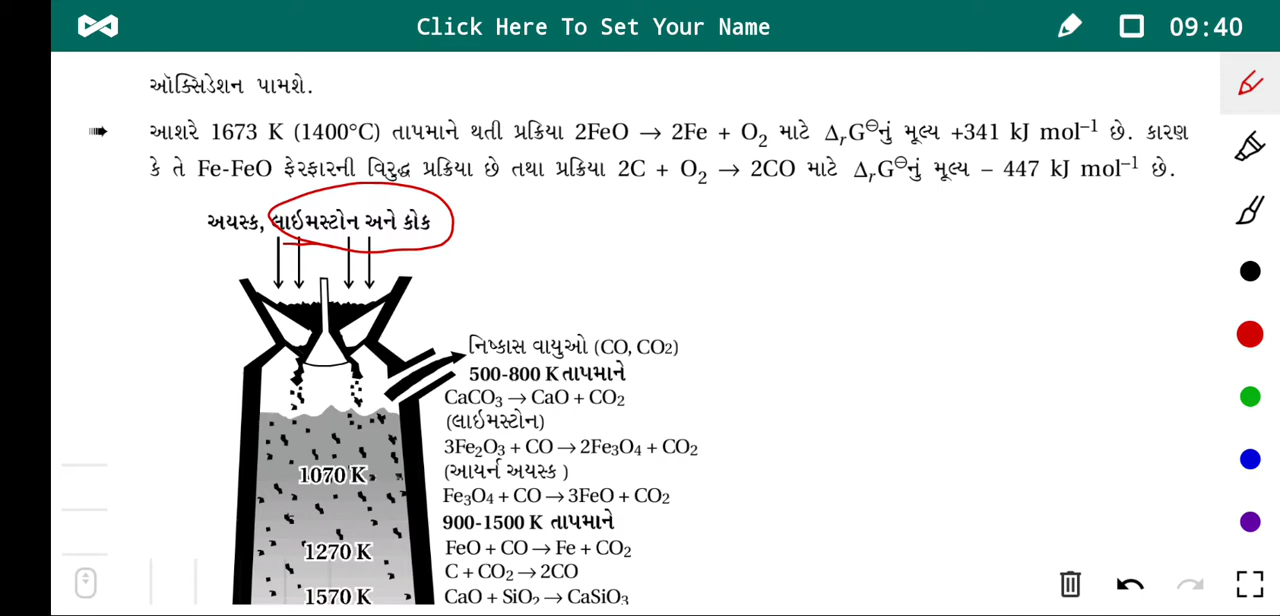 Click Here To Set Your Name
09:40
ઑક્સિડેશન પામશે.
➠ આશરે 1673 K (1400°C) તાપમાને થતી પ્રક્રિયા 2FeO → 2Fe + O₂ માટે ΔᵣG⊖નું મૂલ્ય +341 kJ mol⁻¹ છે. કારણ
કે તે Fe-FeO ફેરફારની વિરુદ્ધ પ્રક્રિયા છે તથા પ્રક્રિયા 2C + O₂ → 2CO માટે ΔᵣG⊖નું મૂલ્ય – 447 kJ mol⁻¹ છે.
અયસ્ક, લાઇમસ્ટોન અને કોક
નિષ્કાસ વાયુઓ (CO, CO₂)
500-800 K તાપમાને
CaCO₃ → CaO + CO₂
(લાઇમસ્ટોન)
3Fe₂O₃ + CO → 2Fe₃O₄ + CO₂
(આયર્ન અયસ્ક )
1070 K
Fe₃O₄ + CO → 3FeO + CO₂
900-1500 K તાપમાને
FeO + CO → Fe + CO₂
1270 K
C + CO₂ → 2CO
CaO + SiO₂ → CaSiO₃
1570 K